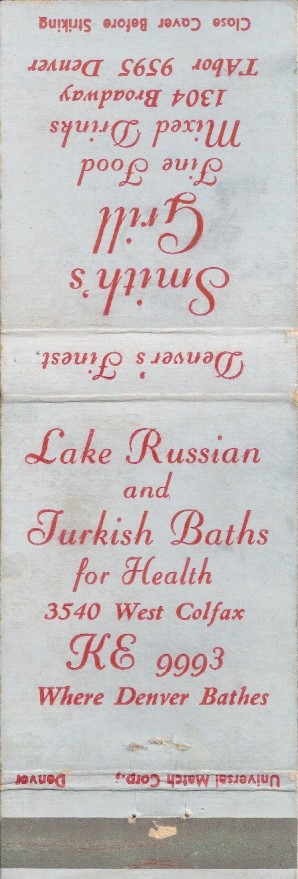 Close Cover Before Striking
TAbor 9595 Denver
1304 Broadway
Mixed Drinks
Fine Food
Smith's
Grill
Denver's Finest
Lake Russian
and
Turkish Baths
for Health
3540 West Colfax
KE 9993
Where Denver Bathes
Universal Match Corp., Denver